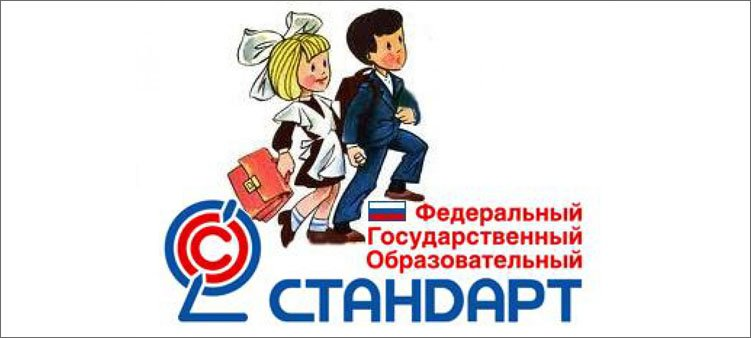 Федеральный
Государственный
Образовательный
СТАНДАРТ